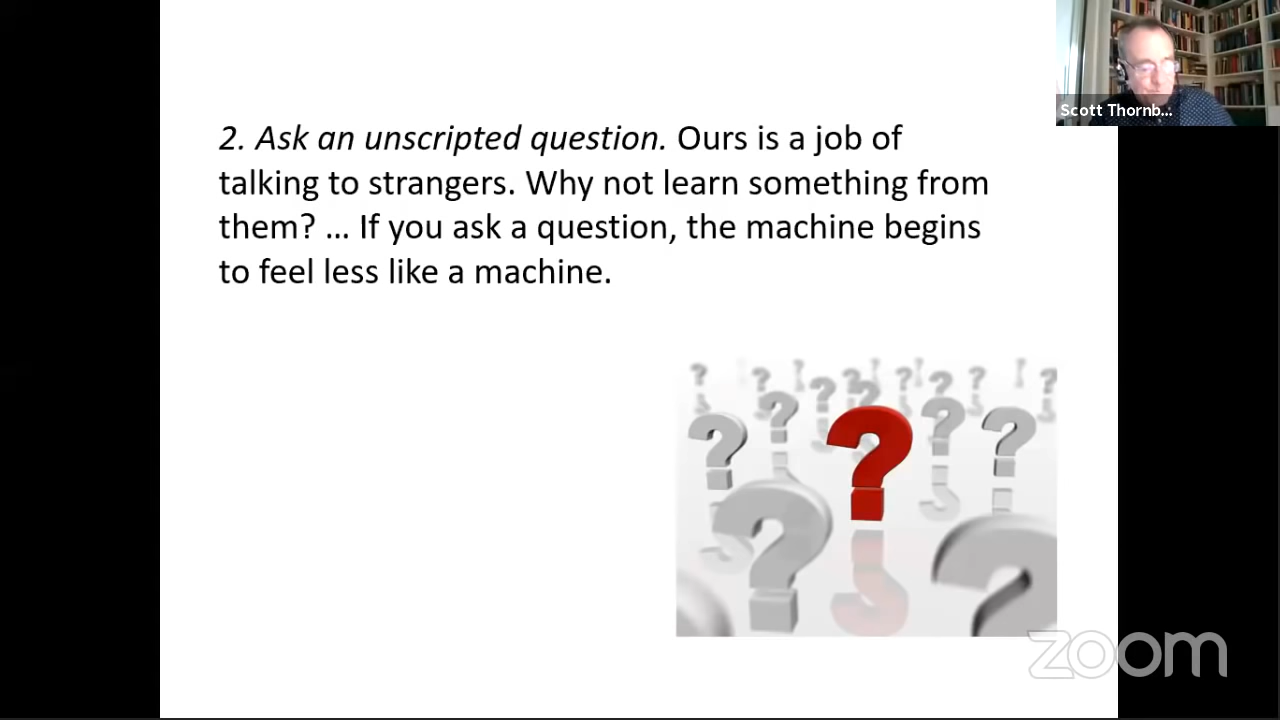 Scott Thornb...
2. Ask an unscripted question. Ours is a job of
talking to strangers. Why not learn something from
them? … If you ask a question, the machine begins
to feel less like a machine.
zoom